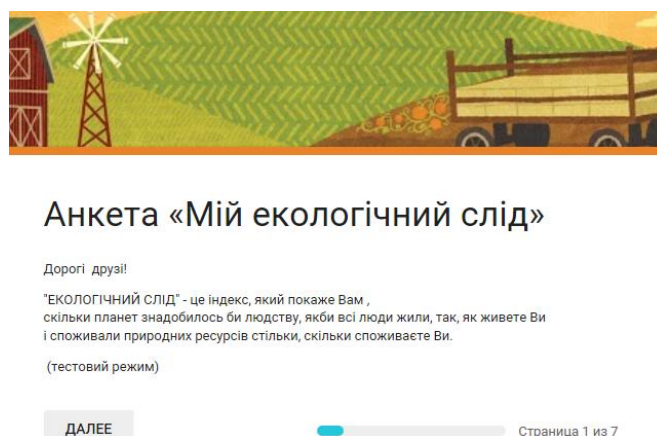 Анкета «Мій екологічний слід»
Дорогі друзі!
"ЕКОЛОГІЧНИЙ СЛІД" - це індекс, який покаже Вам ,
скільки планет знадобилось би людству, якби всі люди жили, так, як живете Ви
і споживали природних ресурсів стільки, скільки споживаєте Ви.
(тестовий режим)
ДАЛЕЕ
Страница 1 из 7